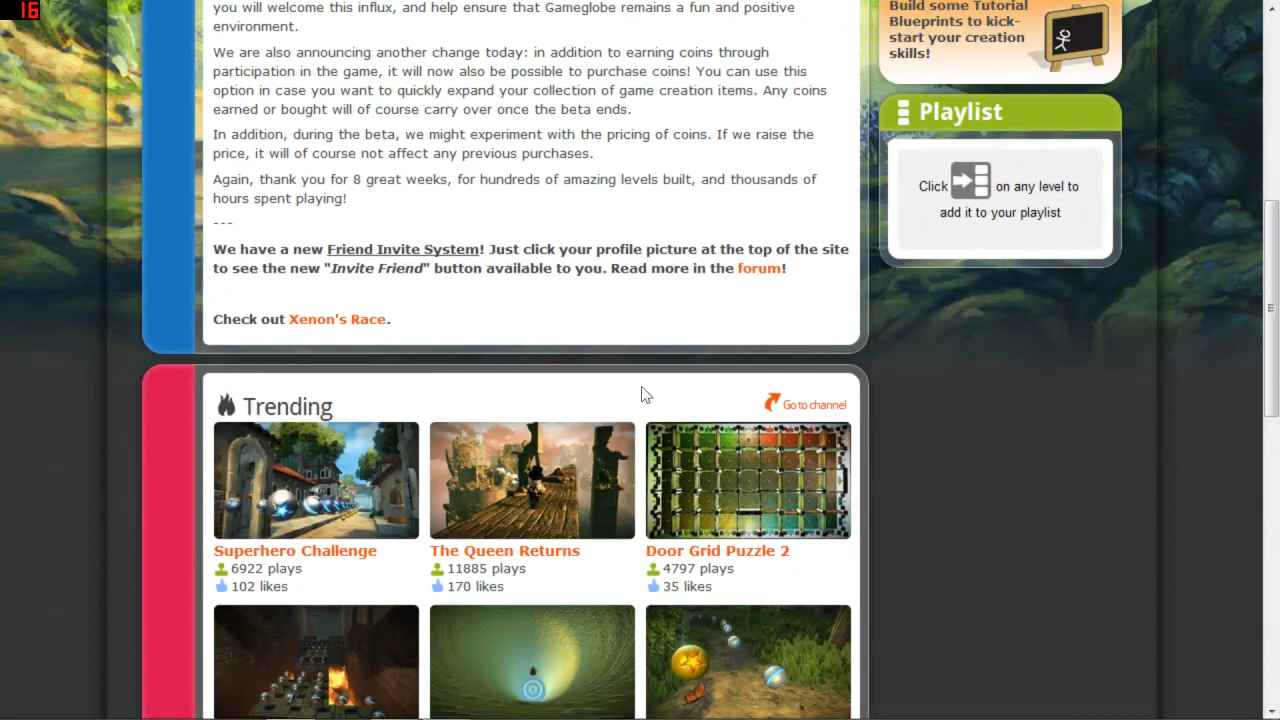 16
you will welcome this influx, and help ensure that Gameglobe remains a fun and positive
environment.
We are also announcing another change today: in addition to earning coins through
participation in the game, it will now also be possible to purchase coins! You can use this
option in case you want to quickly expand your collection of game creation items. Any coins
earned or bought will of course carry over once the beta ends.
In addition, during the beta, we might experiment with the pricing of coins. If we raise the
price, it will of course not affect any previous purchases.
Again, thank you for 8 great weeks, for hundreds of amazing levels built, and thousands of
hours spent playing!
---
We have a new Friend Invite System! Just click your profile picture at the top of the site
to see the new "Invite Friend" button available to you. Read more in the forum!
Check out Xenon's Race.
Build some Tutorial
Blueprints to kick-
start your creation
skills!
Playlist
Click on any level to
add it to your playlist
Trending
Go to channel
Superhero Challenge
6922 plays
102 likes
The Queen Returns
11885 plays
170 likes
Door Grid Puzzle 2
4797 plays
35 likes